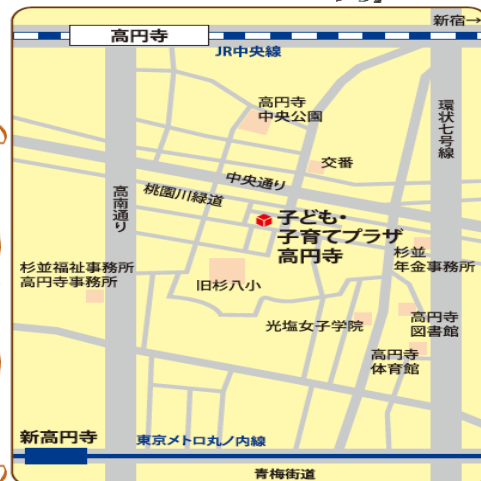 新宿→
高円寺
JR中央線
高円寺
中央公園
環状七号線
交番
中央通り
高南通り
桃園川緑道
子ども・
子育てプラザ
高円寺
杉並
年金事務所
杉並福祉事務所
高円寺事務所
旧杉八小
光塩女子学院
高円寺
図書館
高円寺
体育館
新高円寺
東京メトロ丸ノ内線
青梅街道